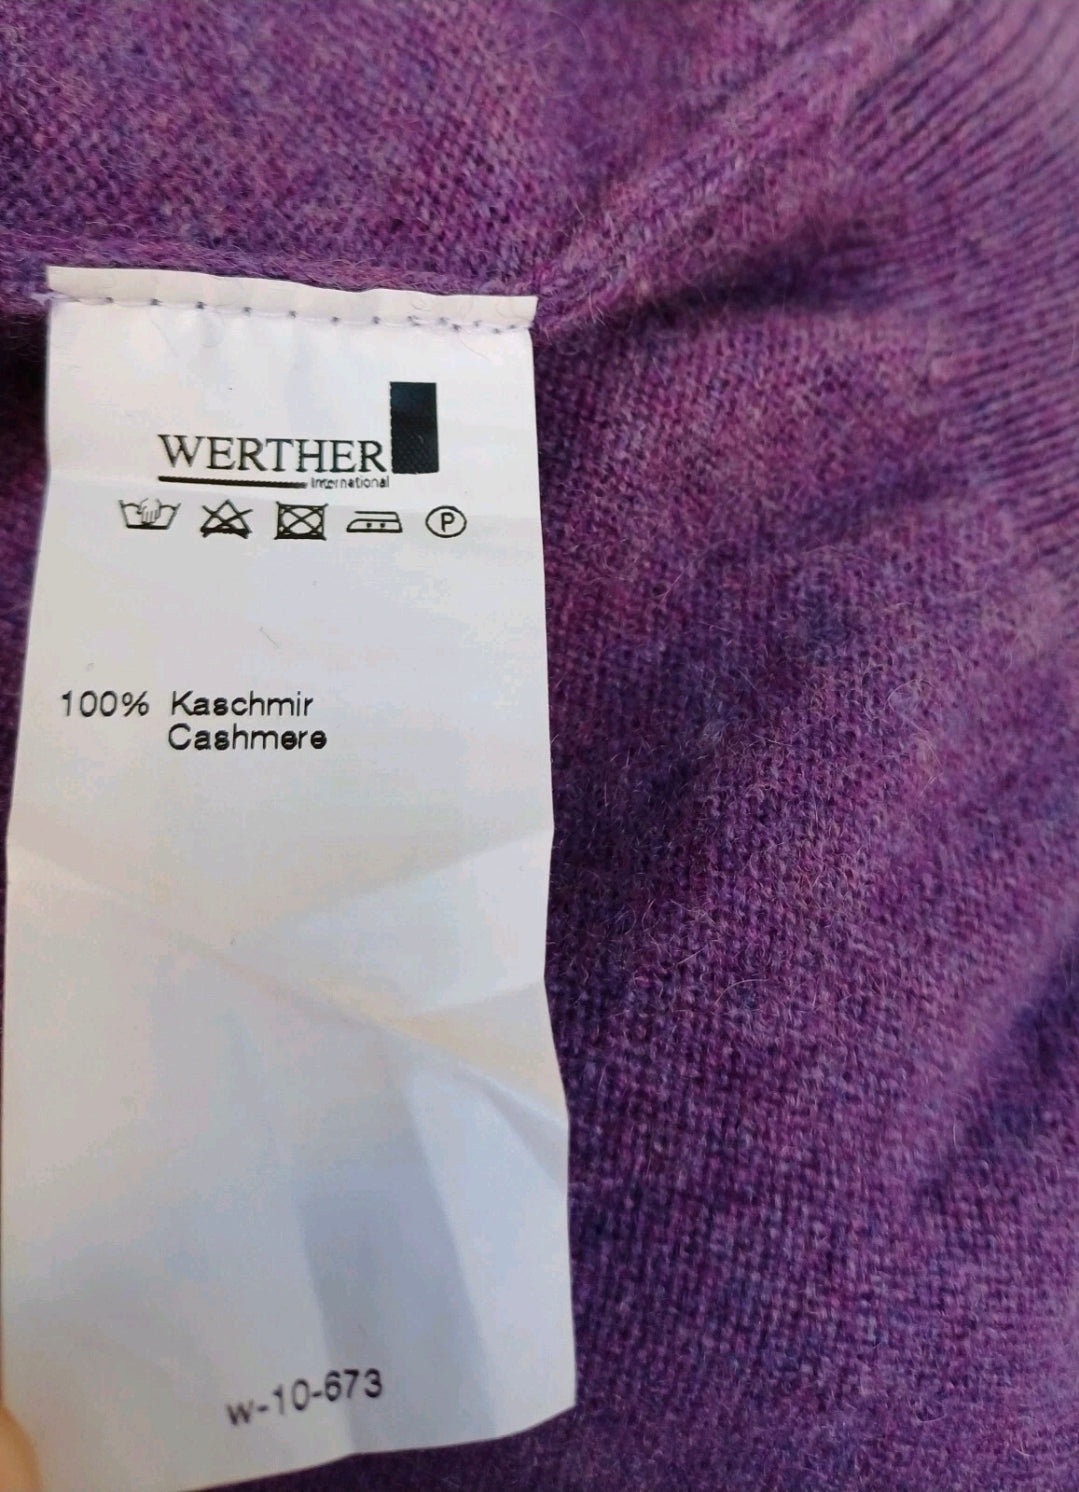 WERTHER
International
P
100% Kaschmir
Cashmere
w-10-673